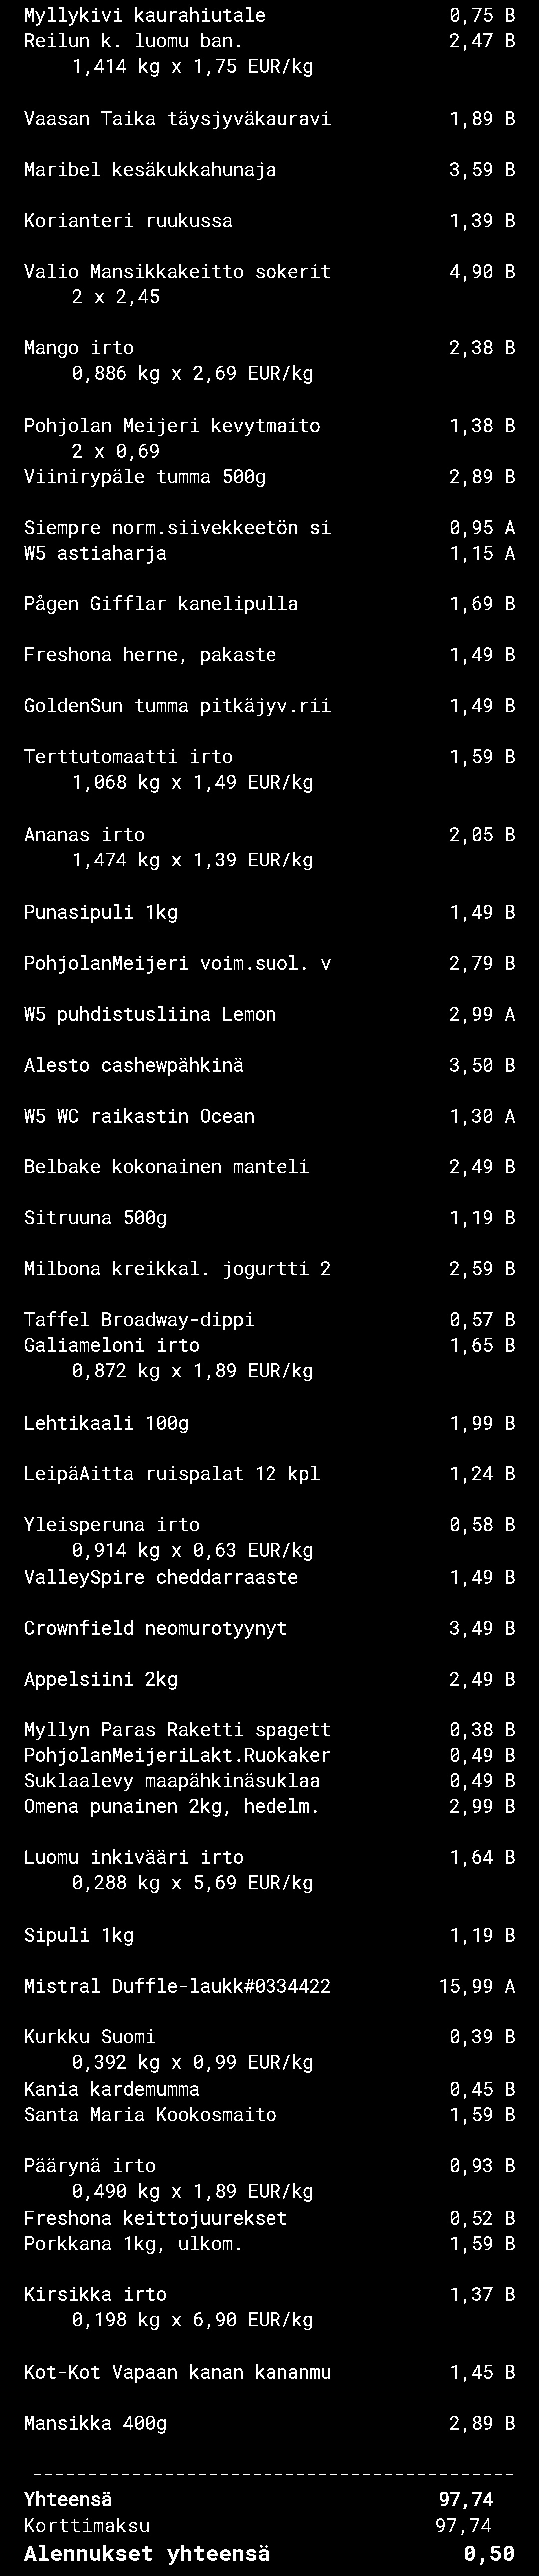 Myllykivi kaurahiutale 0,75 B
Reilun k. luomu ban. 2,47 B
1,414 kg x 1,75 EUR/kg
Vaasan Taika täysjyväkauravi 1,89 B
Maribel kesäkukkahunaja 3,59 B
Korianteri ruukussa 1,39 B
Valio Mansikkakeitto sokerit 4,90 B
2 x 2,45
Mango irto 2,38 B
0,886 kg x 2,69 EUR/kg
Pohjolan Meijeri kevytmaito 1,38 B
2 x 0,69
Viinirypäle tumma 500g 2,89 B
Siempre norm.siivekkeetön si 0,95 A
W5 astiaharja 1,15 A
Pågen Gifflar kanelipulla 1,69 B
Freshona herne, pakaste 1,49 B
GoldenSun tumma pitkäjyv.rii 1,49 B
Terttutomaatti irto 1,59 B
1,068 kg x 1,49 EUR/kg
Ananas irto 2,05 B
1,474 kg x 1,39 EUR/kg
Punasipuli 1kg 1,49 B
PohjolanMeijeri voim.suol. v 2,79 B
W5 puhdistusliina Lemon 2,99 A
Alesto cashewpähkinä 3,50 B
W5 WC raikastin Ocean 1,30 A
Belbake kokonainen manteli 2,49 B
Sitruuna 500g 1,19 B
Milbona kreikkal. jogurtti 2 2,59 B
Taffel Broadway-dippi 0,57 B
Galiameloni irto 1,65 B
0,872 kg x 1,89 EUR/kg
Lehtikaali 100g 1,99 B
LeipäAitta ruispalat 12 kpl 1,24 B
Yleisperuna irto 0,58 B
0,914 kg x 0,63 EUR/kg
ValleySpire cheddarraaste 1,49 B
Crownfield neomurotyynyt 3,49 B
Appelsiini 2kg 2,49 B
Myllyn Paras Raketti spagett 0,38 B
PohjolanMeijeriLakt.Ruokaker 0,49 B
Suklaalevy maapähkinäsuklaa 0,49 B
Omena punainen 2kg, hedelm. 2,99 B
Luomu inkivääri irto 1,64 B
0,288 kg x 5,69 EUR/kg
Sipuli 1kg 1,19 B
Mistral Duffle-laukk#0334422 15,99 A
Kurkku Suomi 0,39 B
0,392 kg x 0,99 EUR/kg
Kania kardemumma 0,45 B
Santa Maria Kookosmaito 1,59 B
Päärynä irto 0,93 B
0,490 kg x 1,89 EUR/kg
Freshona keittojuurekset 0,52 B
Porkkana 1kg, ulkom. 1,59 B
Kirsikka irto 1,37 B
0,198 kg x 6,90 EUR/kg
Kot-Kot Vapaan kanan kananmu 1,45 B
Mansikka 400g 2,89 B
--------------------------------------------
Yhteensä 97,74
Korttimaksu 97,74
Alennukset yhteensä 0,50